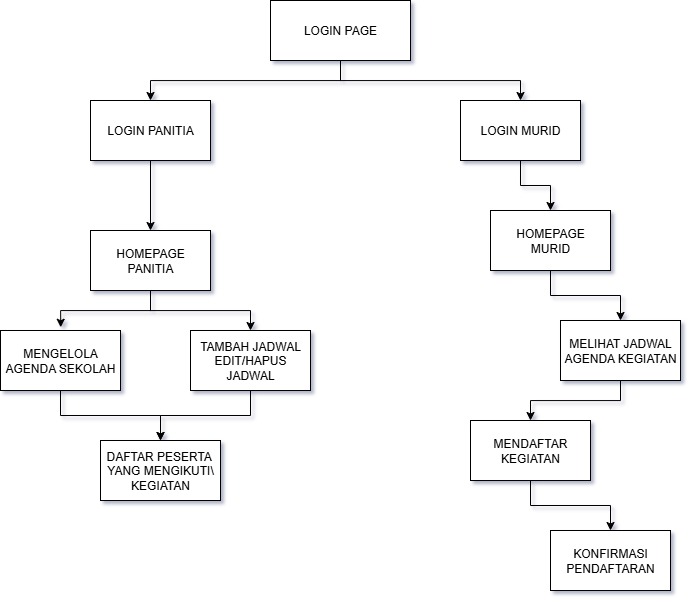 LOGIN PAGE
LOGIN PANITIA
LOGIN MURID
HOMEPAGE
PANITIA
HOMEPAGE
MURID
MENGELOLA
AGENDA SEKOLAH
TAMBAH JADWAL
EDIT/HAPUS
JADWAL
MELIHAT JADWAL
AGENDA KEGIATAN
DAFTAR PESERTA
YANG MENGIKUTI\
KEGIATAN
MENDAFTAR
KEGIATAN
KONFIRMASI
PENDAFTARAN